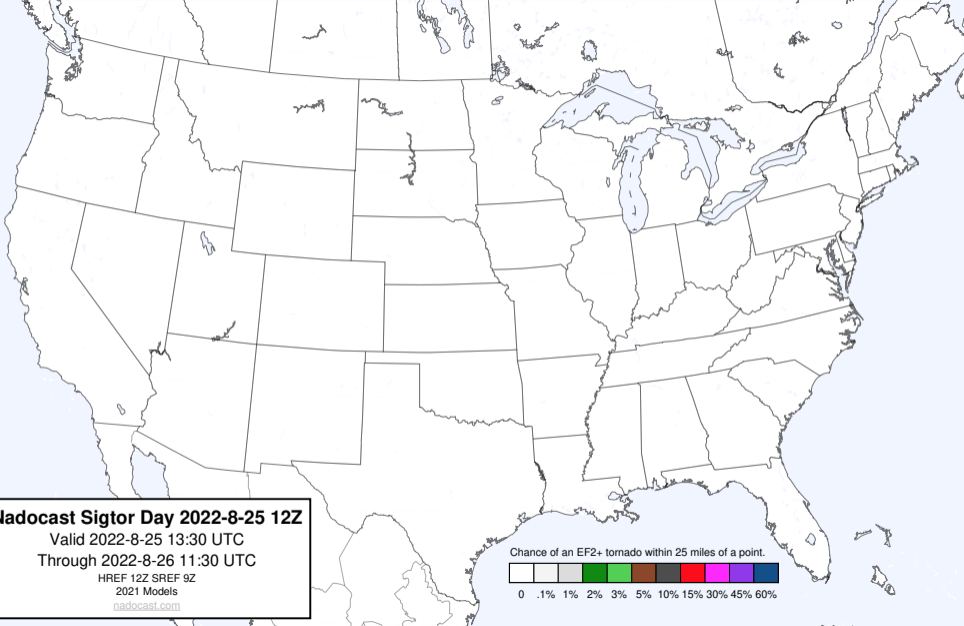 Nadocast Sigtor Day 2022-8-25 12Z
Valid 2022-8-25 13:30 UTC
Through 2022-8-26 11:30 UTC
HREF 12Z SREF 9Z
2021 Models
nadocast.com
Chance of an EF2+ tornado within 25 miles of a point.
0 .1% 1% 2% 3% 5% 10% 15% 30% 45% 60%